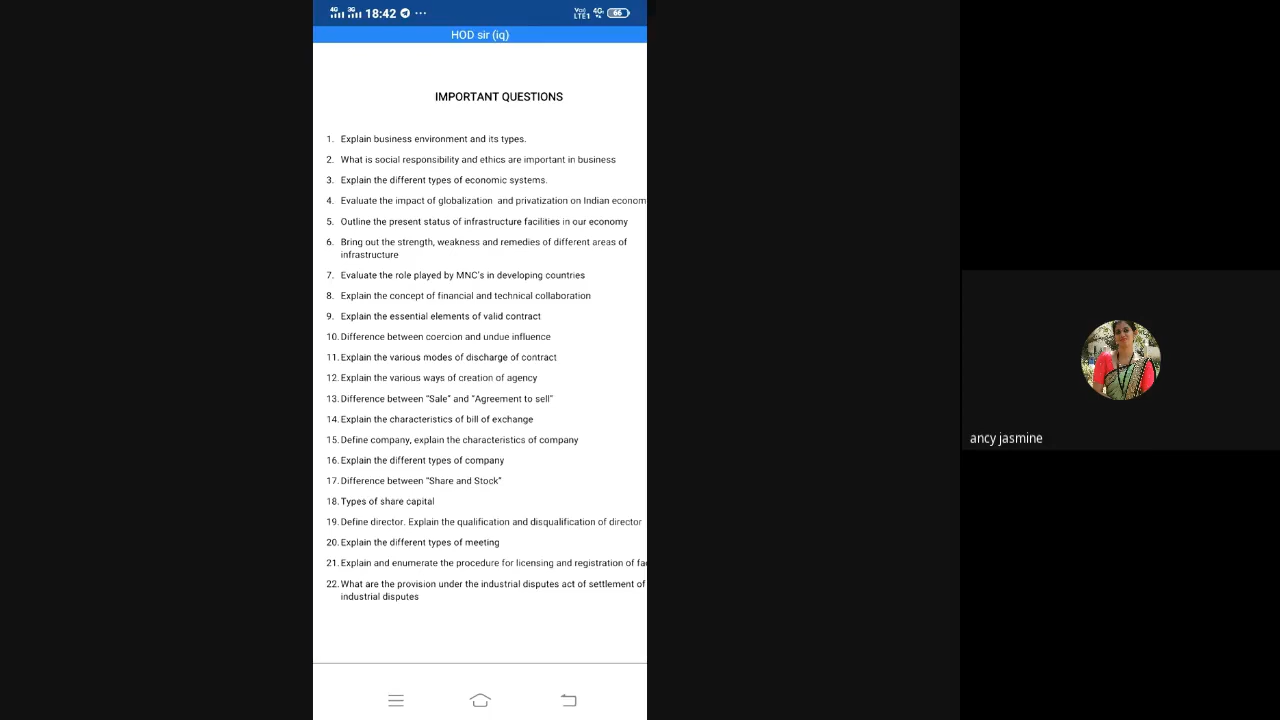 4G 3G 18:42 ... Vo)) LTE1 4G 66
HOD sir (iq)
IMPORTANT QUESTIONS
1. Explain business environment and its types.
2. What is social responsibility and ethics are important in business
3. Explain the different types of economic systems.
4. Evaluate the impact of globalization and privatization on Indian econom
5. Outline the present status of infrastructure facilities in our economy
6. Bring out the strength, weakness and remedies of different areas of
infrastructure
7. Evaluate the role played by MNC's in developing countries
8. Explain the concept of financial and technical collaboration
9. Explain the essential elements of valid contract
10. Difference between coercion and undue influence
11. Explain the various modes of discharge of contract
12. Explain the various ways of creation of agency
13. Difference between "Sale" and "Agreement to sell"
14. Explain the characteristics of bill of exchange
15. Define company, explain the characteristics of company
16. Explain the different types of company
17. Difference between "Share and Stock"
18. Types of share capital
19. Define director. Explain the qualification and disqualification of director
20. Explain the different types of meeting
21. Explain and enumerate the procedure for licensing and registration of fa
22. What are the provision under the industrial disputes act of settlement of
industrial disputes
ancy jasmine